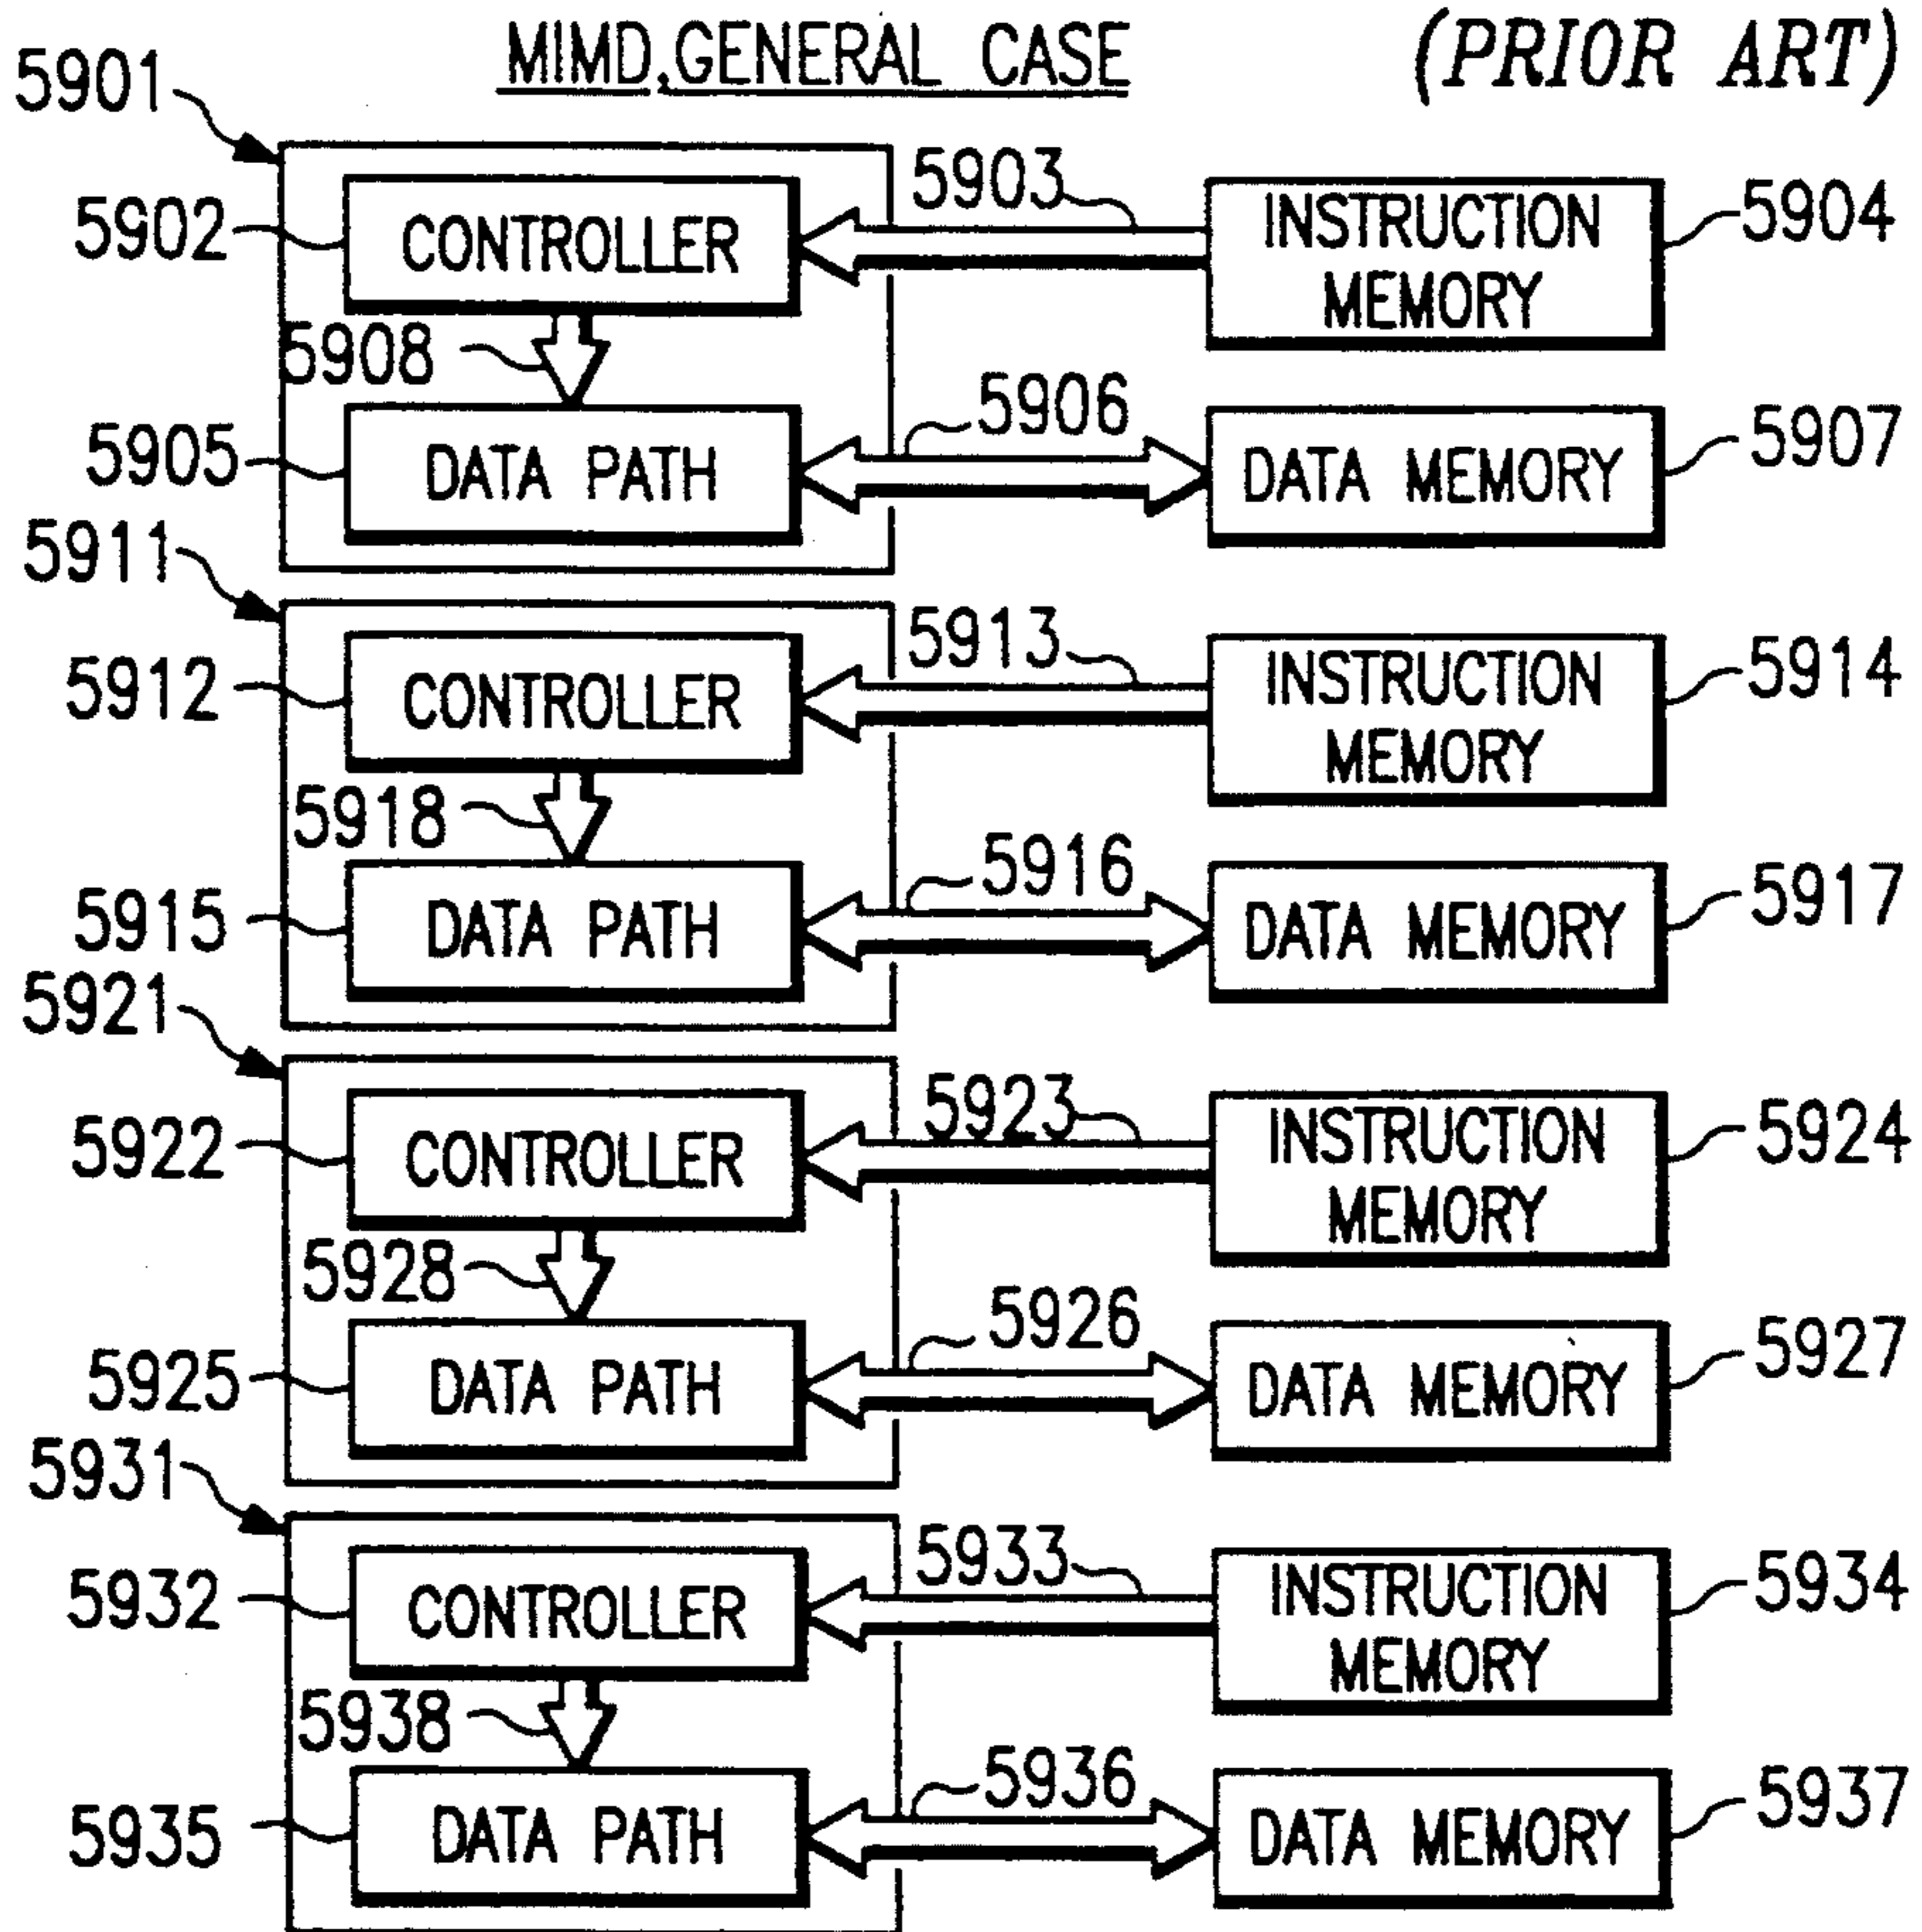 MIMD.GENERAL CASE
(PRIOR ART)
5901
5902
CONTROLLER
5903
INSTRUCTION
MEMORY
5904
5908
5905
DATA PATH
5906
DATA MEMORY
5907
5911
5912
CONTROLLER
5913
INSTRUCTION
MEMORY
5914
5918
5915
DATA PATH
5916
DATA MEMORY
5917
5921
5922
CONTROLLER
5923
INSTRUCTION
MEMORY
5924
5928
5925
DATA PATH
5926
DATA MEMORY
5927
5931
5932
CONTROLLER
5933
INSTRUCTION
MEMORY
5934
5938
5935
DATA PATH
5936
DATA MEMORY
5937